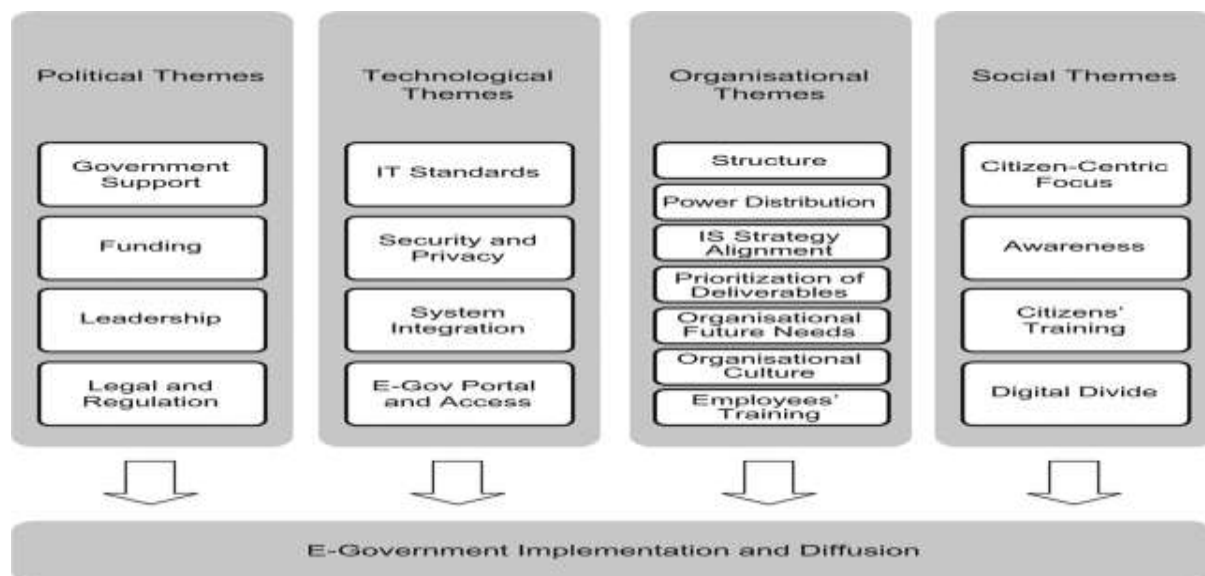 Political Themes
Government
Support
Funding
Leadership
Legal and
Regulation
Technological
Themes
IT Standards
Security and
Privacy
System
Integration
E-Gov Portal
and Access
Organisational
Themes
Structure
Power Distribution
IS Strategy
Alignment
Prioritization of
Deliverables
Organisational
Future Needs
Organisational
Culture
Employees'
Training
Social Themes
Citizen-Centric
Focus
Awareness
Citizens'
Training
Digital Divide
E-Government Implementation and Diffusion